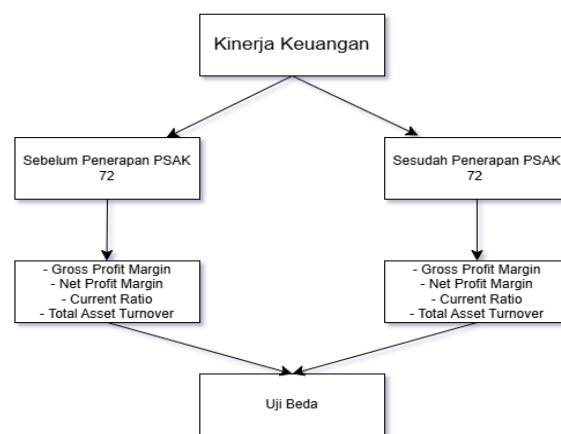 Kinerja Keuangan
Sebelum Penerapan PSAK
72
Sesudah Penerapan PSAK
72
- Gross Profit Margin
- Net Profit Margin
- Current Ratio
- Total Asset Turnover
- Gross Profit Margin
- Net Profit Margin
- Current Ratio
- Total Asset Turnover
Uji Beda